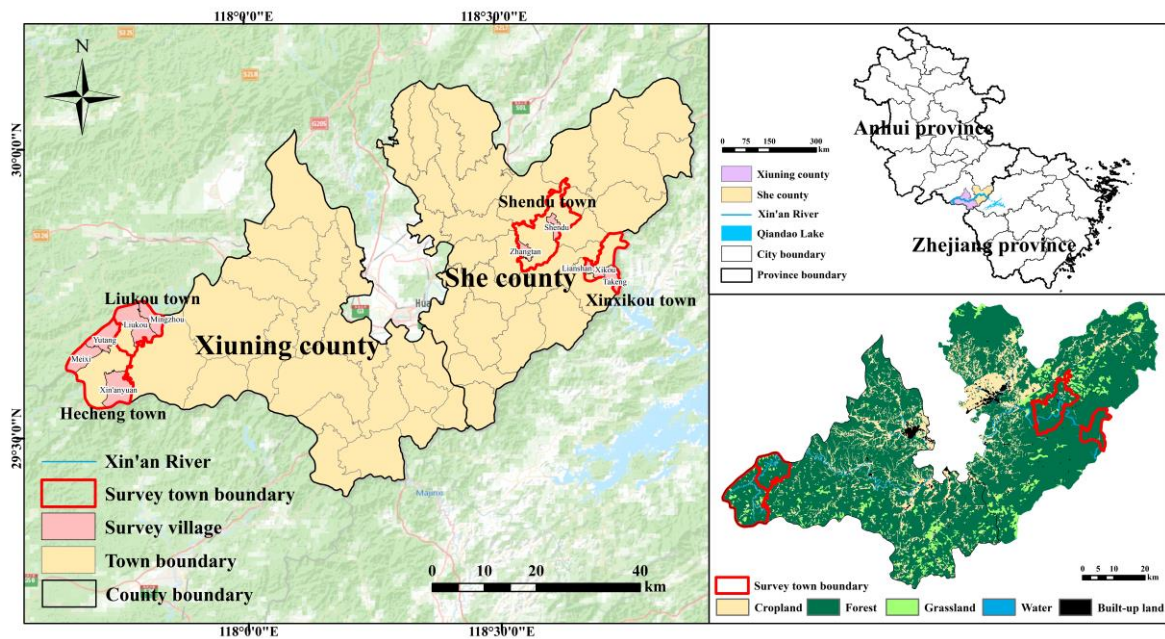 118°0'0"E
118°30'0"E
N
30°0'0"N
29°30'0"N
G205
S01
Shendu town
Shendu
Zhangtan
She county
Lianshan
Xikou
Takeng
Xinxikou town
Liukou town
Mingzhou
Liukou
Yutang
Meixi
Xin'anyuan
Hecheng town
Xiuning county
Hua
Xin'an River
Survey town boundary
Survey village
Town boundary
County boundary
0 10 20 40
km
118°0'0"E
118°30'0"E
Anhui province
Zhejiang province
0 75 150 300
km
Xiuning county
She county
Xin'an River
Qiandao Lake
City boundary
Province boundary
0 5 10 20
km
Survey town boundary
Cropland
Forest
Grassland
Water
Built-up land